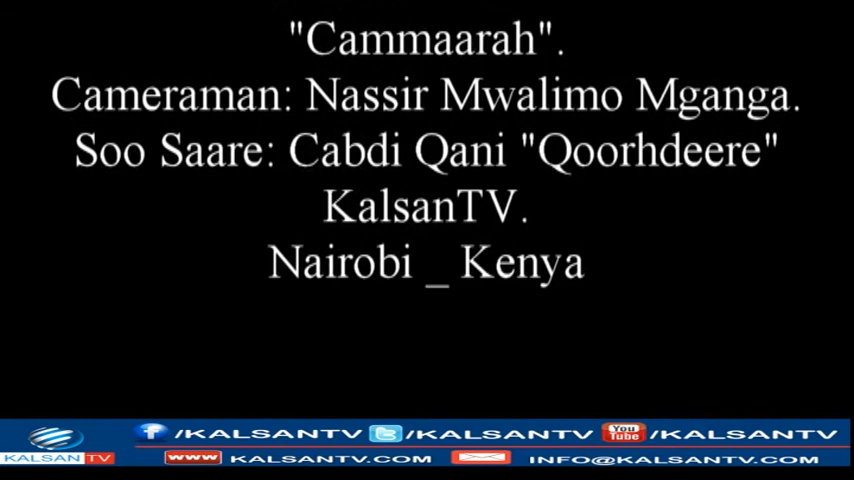 "Cammaarah".
Cameraman: Nassir Mwalimo Mganga.
Soo Saare: Cabdi Qani "Qoorhdeere"
KalsanTV.
Nairobi _ Kenya
f /KALSANTV t /KALSANTV You Tube /KALSANTV
KALSAN TV www KALSANTV.COM INFO@KALSANTV.COM